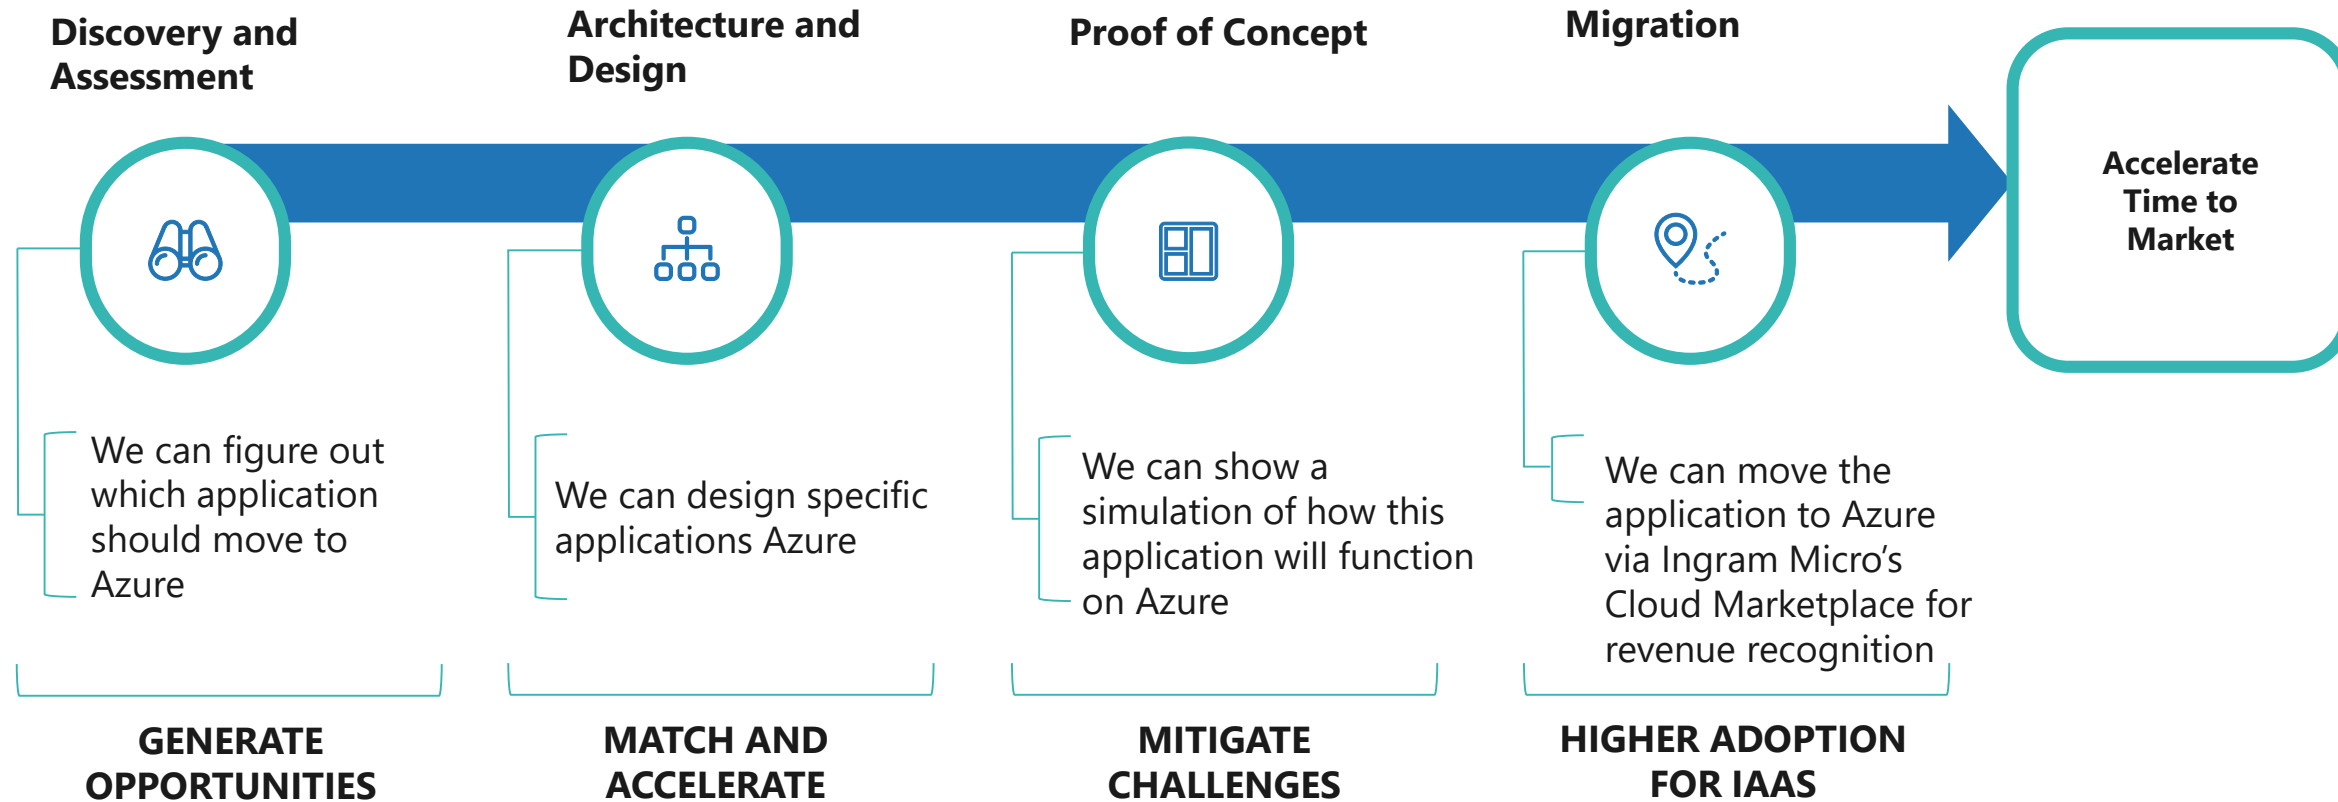 Discovery and
Assessment
Architecture and
Design
Proof of Concept
Migration
Accelerate
Time to
Market
We can figure out
which application
should move to
Azure
We can design specific
applications Azure
We can show a
simulation of how this
application will function
on Azure
We can move the
application to Azure
via Ingram Micro’s
Cloud Marketplace for
revenue recognition
GENERATE
OPPORTUNITIES
MATCH AND
ACCELERATE
MITIGATE
CHALLENGES
HIGHER ADOPTION
FOR IAAS